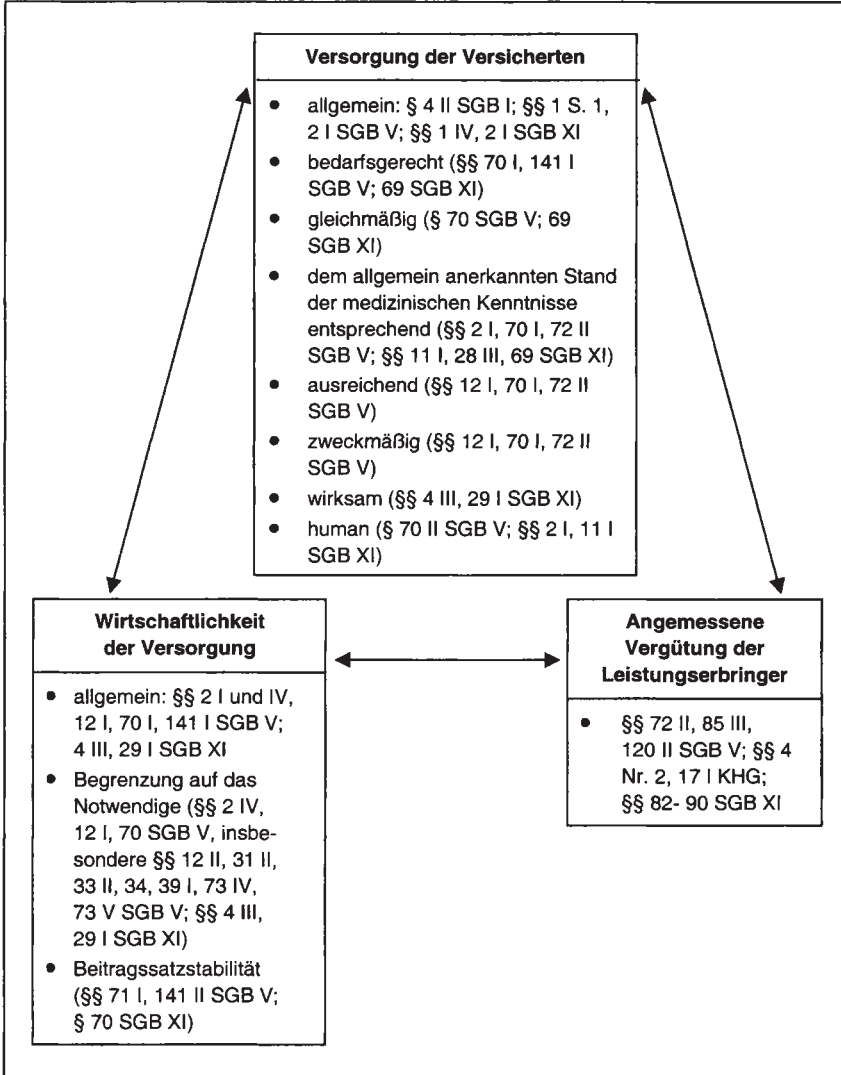 Versorgung der Versicherten
• allgemein: § 4 II SGB I; §§ 1 S. 1,
2 I SGB V; §§ 1 IV, 2 I SGB XI
• bedarfsgerecht (§§ 70 I, 141 I
SGB V; 69 SGB XI)
• gleichmäßig (§ 70 SGB V; 69
SGB XI)
• dem allgemein anerkannten Stand
der medizinischen Kenntnisse
entsprechend (§§ 2 I, 70 I, 72 II
SGB V; §§ 11 I, 28 III, 69 SGB XI)
• ausreichend (§§ 12 I, 70 I, 72 II
SGB V)
• zweckmäßig (§§ 12 I, 70 I, 72 II
SGB V)
• wirksam (§§ 4 III, 29 I SGB XI)
• human (§ 70 II SGB V; §§ 2 I, 11 I
SGB XI)
Wirtschaftlichkeit
der Versorgung
• allgemein: §§ 2 I und IV,
12 I, 70 I, 141 I SGB V;
4 III, 29 I SGB XI
• Begrenzung auf das
Notwendige (§§ 2 IV,
12 I, 70 SGB V, insbe-
sondere §§ 12 II, 31 II,
33 II, 34, 39 I, 73 IV,
73 V SGB V; §§ 4 III,
29 I SGB XI)
• Beitragssatzstabilität
(§§ 71 I, 141 II SGB V;
§ 70 SGB XI)
Angemessene
Vergütung der
Leistungserbringer
• §§ 72 II, 85 III,
120 II SGB V; §§ 4
Nr. 2, 17 I KHG;
§§ 82- 90 SGB XI